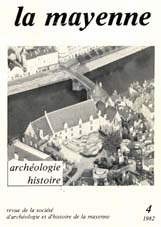 la mayenne
archéologie
histoire
revue de la société
d'archéologie et d'histoire de la mayenne
4
1982